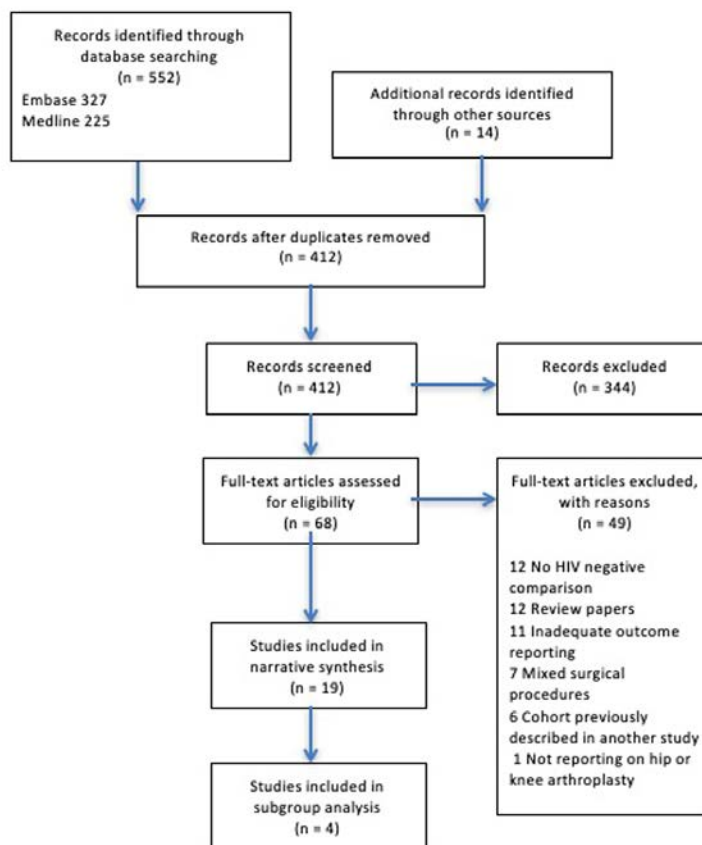 Records identified through
database searching
(n = 552)
Embase 327
Medline 225
Additional records identified
through other sources
(n = 14)
Records after duplicates removed
(n = 412)
Records screened
(n = 412)
Records excluded
(n = 344)
Full-text articles assessed
for eligibility
(n = 68)
Full-text articles excluded,
with reasons
(n = 49)
12 No HIV negative
comparison
12 Review papers
11 Inadequate outcome
reporting
7 Mixed surgical
procedures
6 Cohort previously
described in another study
1 Not reporting on hip or
knee arthroplasty
Studies included in
narrative synthesis
(n = 19)
Studies included in
subgroup analysis
(n = 4)